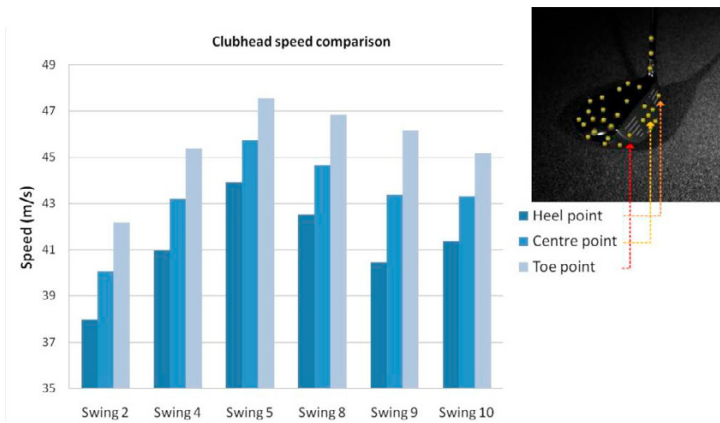 Clubhead speed comparison
49
47
45
43
41
39
37
35
Speed (m/s)
Swing 2 Swing 4 Swing 5 Swing 8 Swing 9 Swing 10
Heel point
Centre point
Toe point